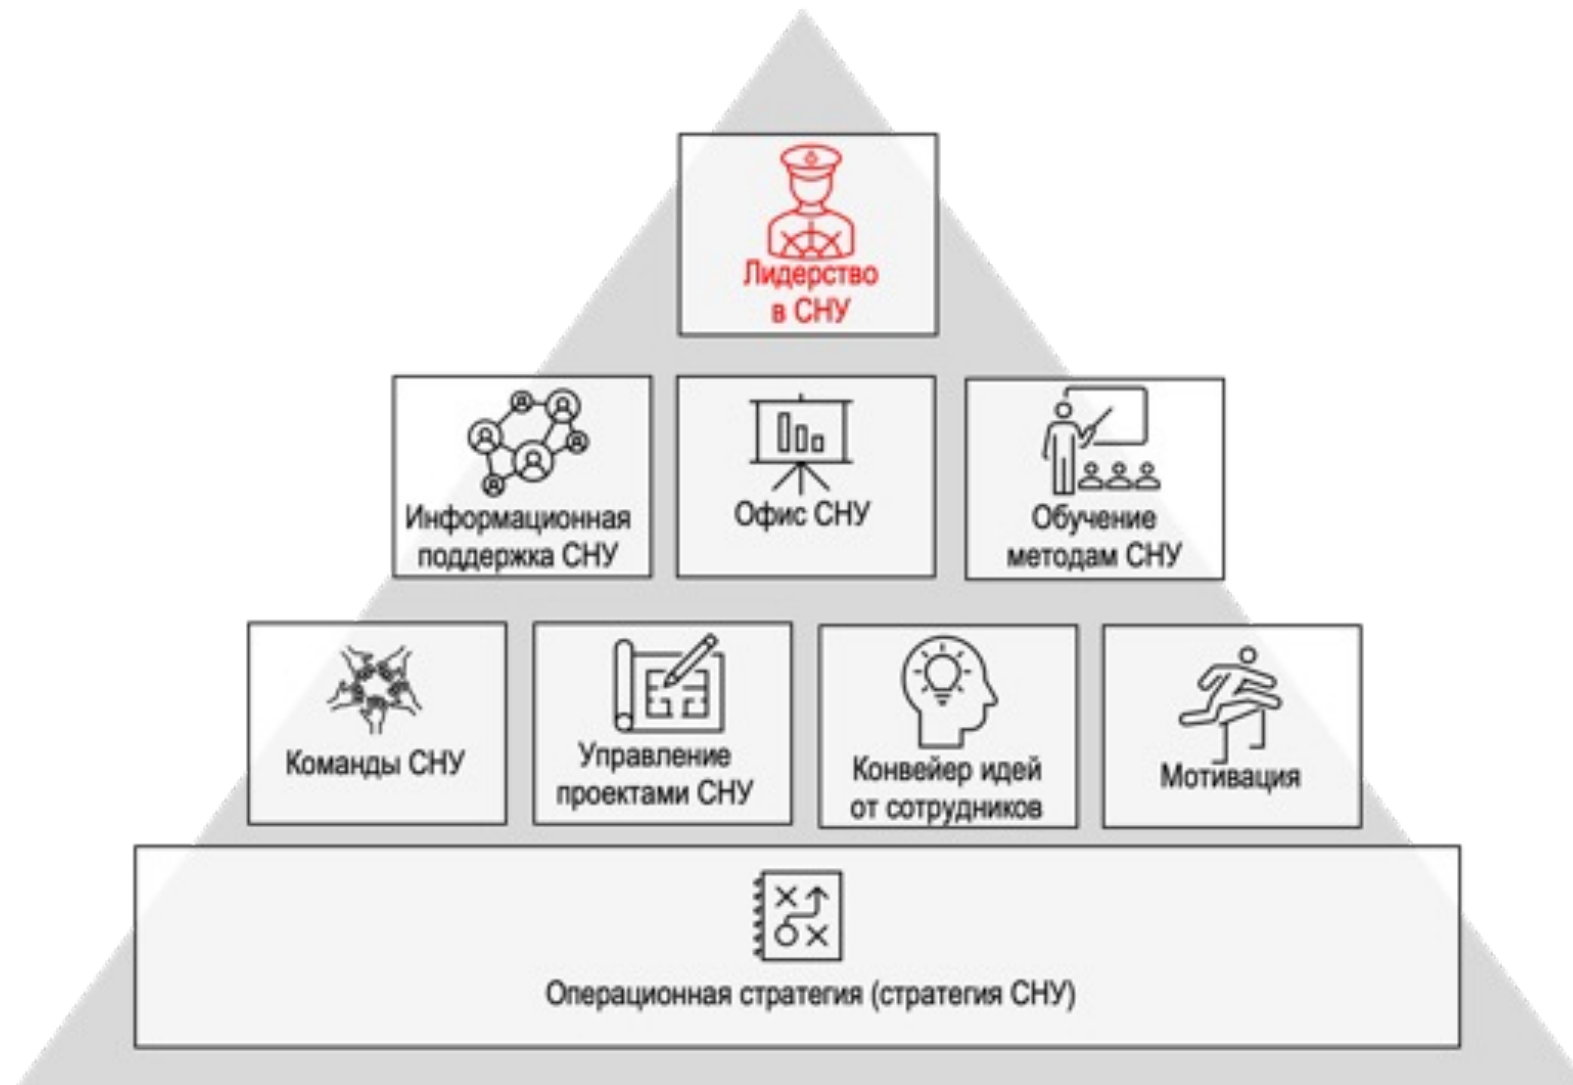 Лидерство
в СНУ
Информационная
поддержка СНУ
Офис СНУ
Обучение
методам СНУ
Команды СНУ
Управление
проектами СНУ
Конвейер идей
от сотрудников
Мотивация
Операционная стратегия (стратегия СНУ)